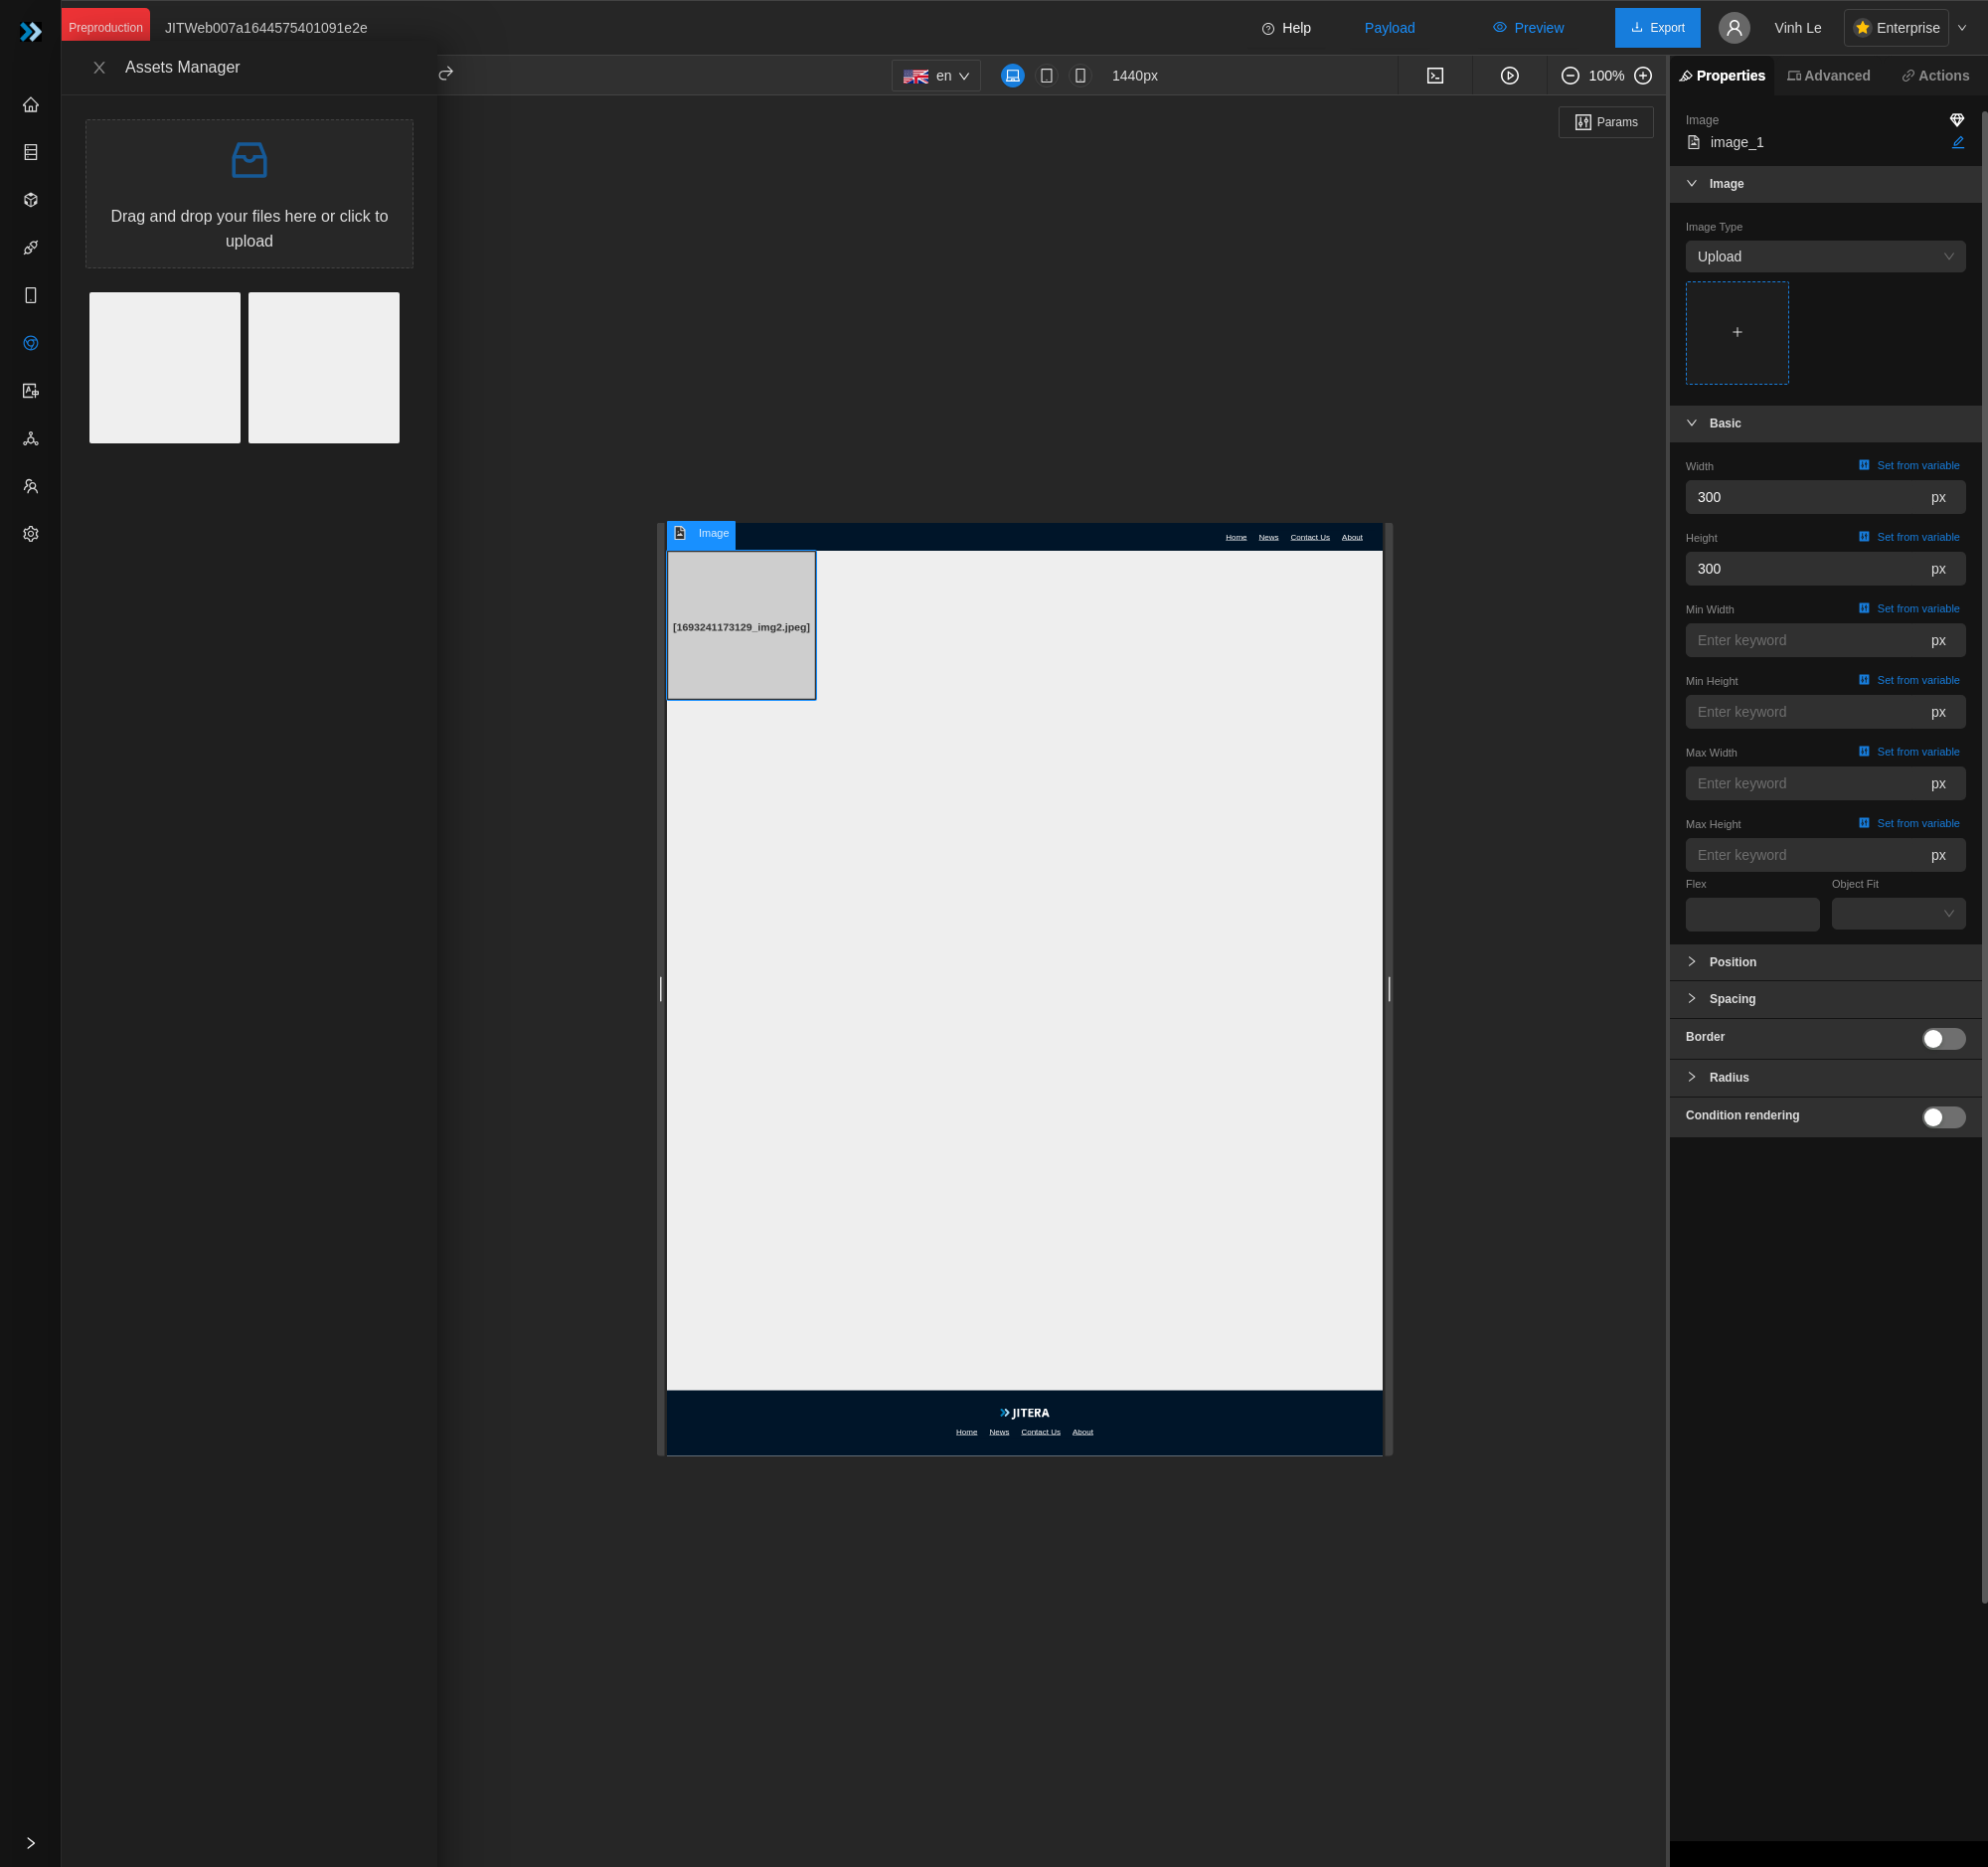 Preproduction
JITWeb007a1644575401091e2e
Help
Payload
Preview
Export
Vinh Le
Enterprise
Assets Manager
en
1440px
100%
Properties
Advanced
Actions
Drag and drop your files here or click to
upload
Params
Image
image_1
Image
Image Type
Upload
Basic
Width
Set from variable
300
px
Height
Set from variable
300
px
Min Width
Set from variable
Enter keyword
px
Min Height
Set from variable
Enter keyword
px
Max Width
Set from variable
Enter keyword
px
Max Height
Set from variable
Enter keyword
px
Flex
Object Fit
Position
Spacing
Border
Radius
Condition rendering
Image
Home News Contact Us About
[1693241173129_img2.jpeg]
JITERA
Home News Contact Us About